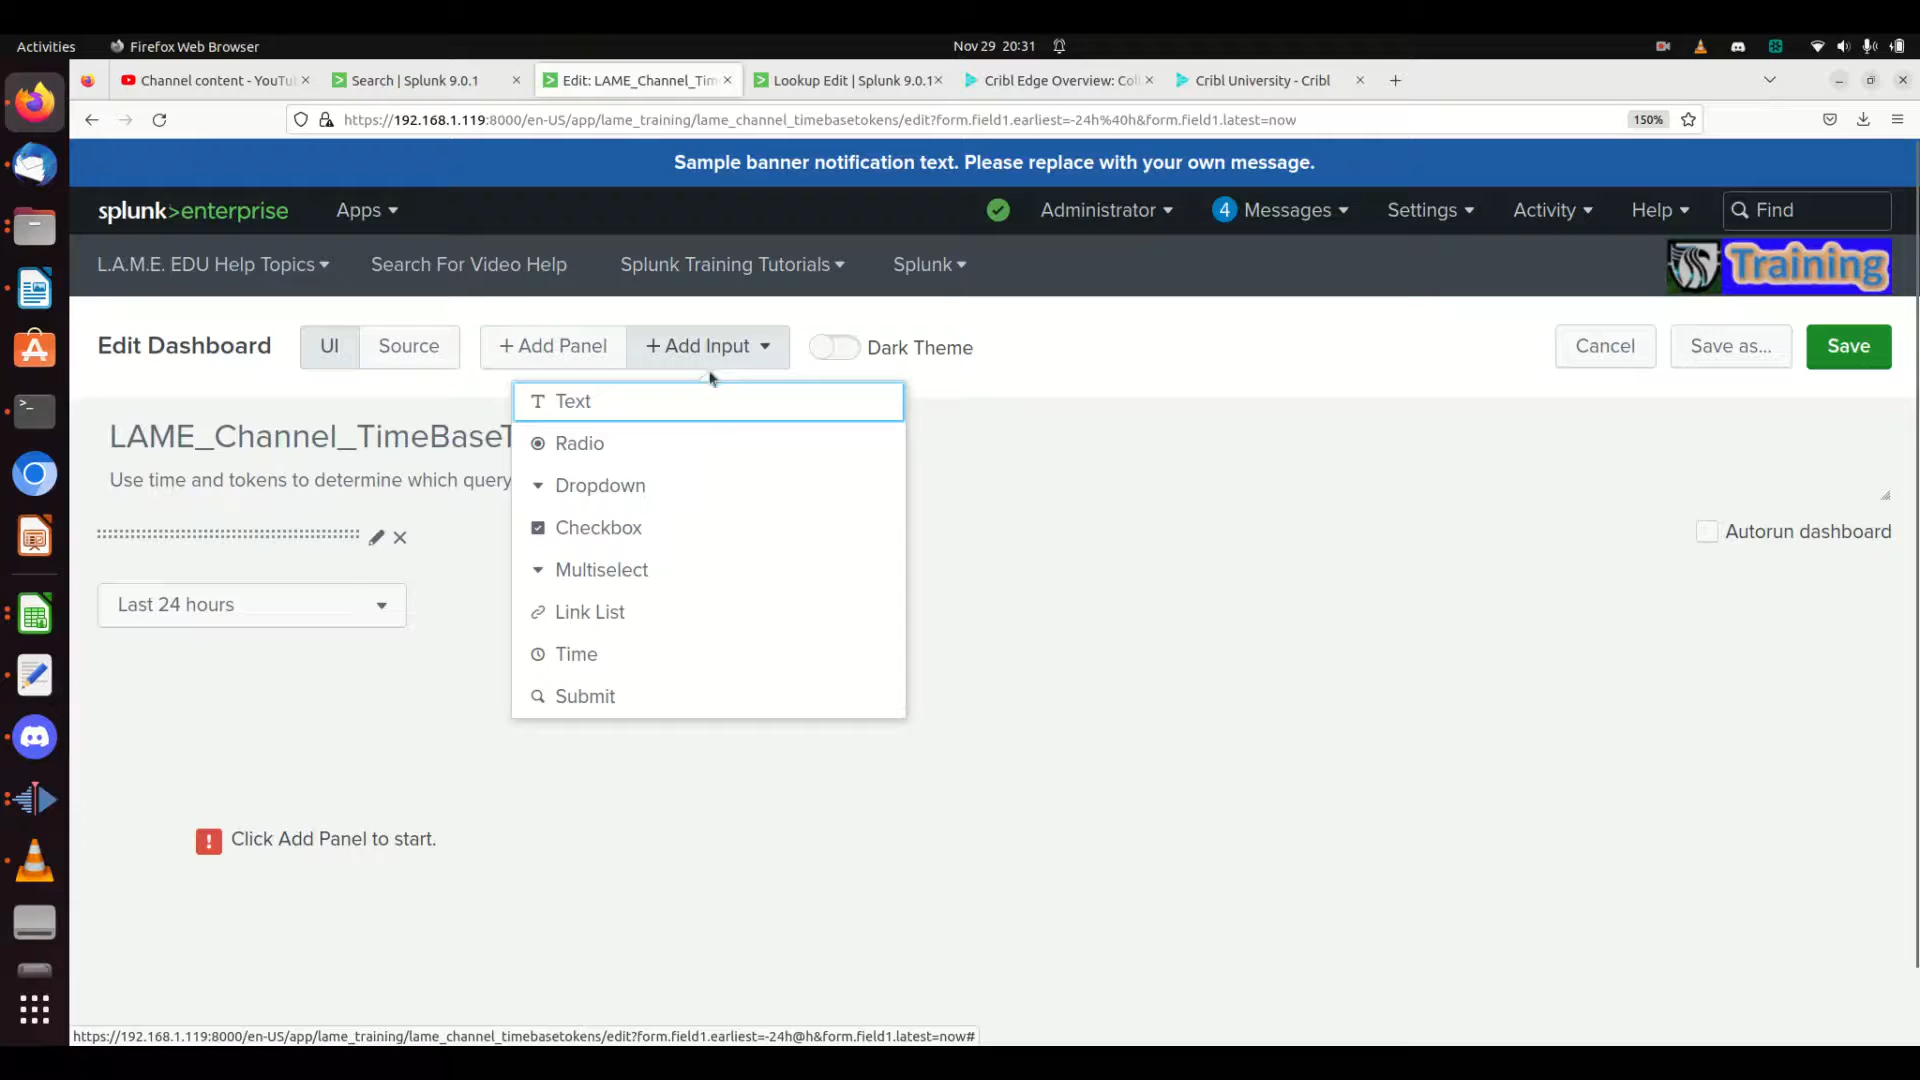 Activities Firefox Web Browser Nov 29 20:31
Channel content - YouTu Search | Splunk 9.0.1 Edit: LAME_Channel_Tim Lookup Edit | Splunk 9.0.1 Cribl Edge Overview: Col Cribl University - Cribl
https://192.168.1.119:8000/en-US/app/lame_training/lame_channel_timebasetokens/edit?form.field1.earliest=-24h%40h&form.field1.latest=now 150%
Sample banner notification text. Please replace with your own message.
splunk>enterprise Apps Administrator 4 Messages Settings Activity Help Find
L.A.M.E. EDU Help Topics Search For Video Help Splunk Training Tutorials Splunk Training
Edit Dashboard UI Source + Add Panel + Add Input Dark Theme Cancel Save as... Save
T Text
LAME_Channel_TimeBaseT
Radio
Use time and tokens to determine which query
Dropdown
Checkbox
Autorun dashboard
Multiselect
Last 24 hours
Link List
Time
Submit
! Click Add Panel to start.
https://192.168.1.119:8000/en-US/app/lame_training/lame_channel_timebasetokens/edit?form.field1.earliest=-24h@h&form.field1.latest=now#